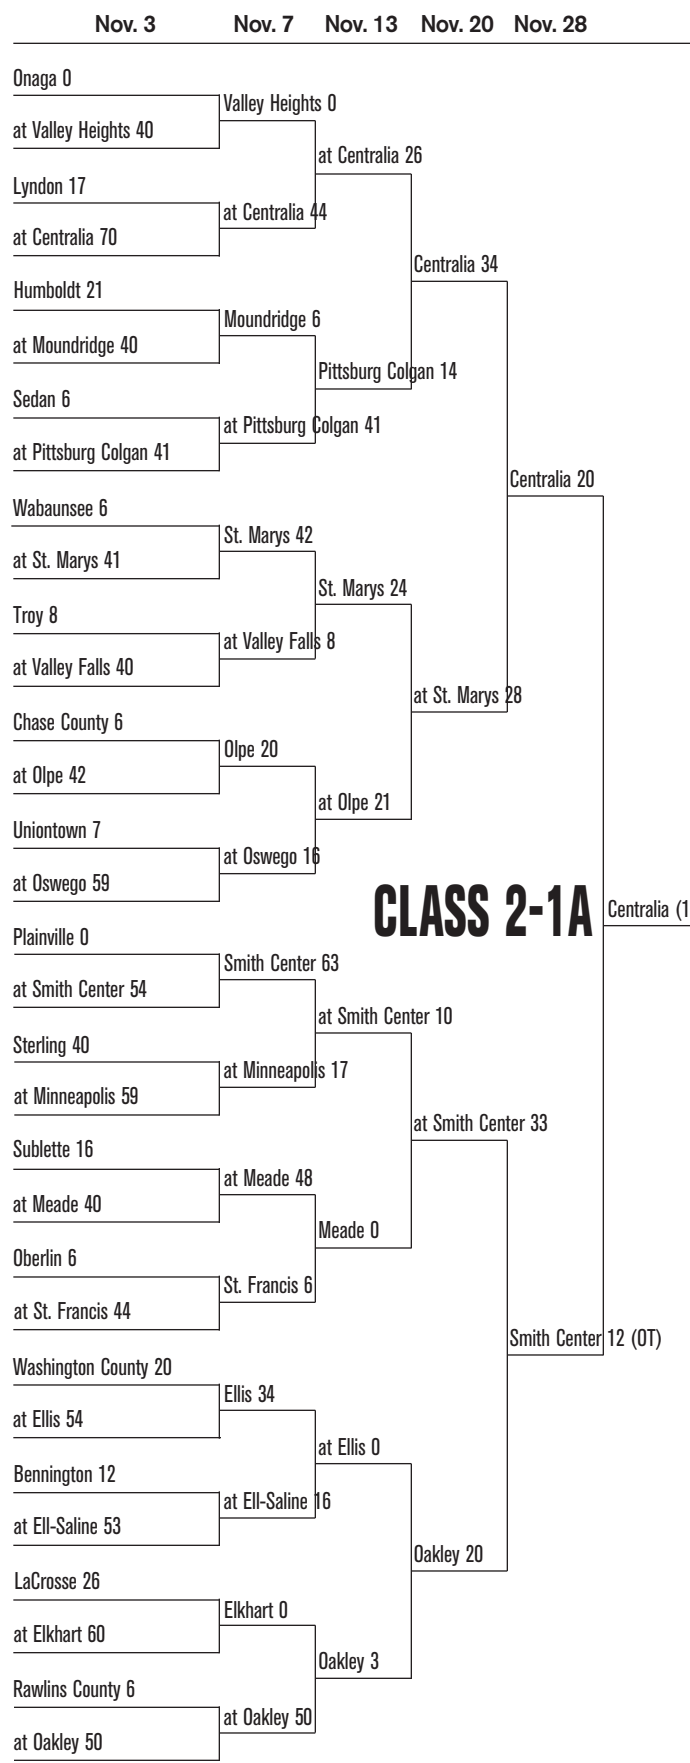 Nov. 3 Nov. 7 Nov. 13 Nov. 20 Nov. 28
Onaga 0
at Valley Heights 40
Lyndon 17
at Centralia 70
Humboldt 21
at Moundridge 40
Sedan 6
at Pittsburg Colgan 41
Wabaunsee 6
at St. Marys 41
Troy 8
at Valley Falls 40
Chase County 6
at Olpe 42
Uniontown 7
at Oswego 59
Plainville 0
at Smith Center 54
Sterling 40
at Minneapolis 59
Sublette 16
at Meade 40
Oberlin 6
at St. Francis 44
Washington County 20
at Ellis 54
Bennington 12
at Ell-Saline 53
LaCrosse 26
at Elkhart 60
Rawlins County 6
at Oakley 50
Valley Heights 0
at Centralia 44
Moundridge 6
at Pittsburg Colgan 41
St. Marys 42
at Valley Falls 8
Olpe 20
at Oswego 16
Smith Center 63
at Minneapolis 17
at Meade 48
St. Francis 6
Ellis 34
at Ell-Saline 16
Elkhart 0
at Oakley 50
at Centralia 26
Pittsburg Colgan 14
St. Marys 24
at Olpe 21
at Smith Center 10
Meade 0
at Ellis 0
Oakley 3
Centralia 34
at St. Marys 28
at Smith Center 33
Oakley 20
Centralia 20
Smith Center 12 (OT)
CLASS 2-1A
Centralia (1